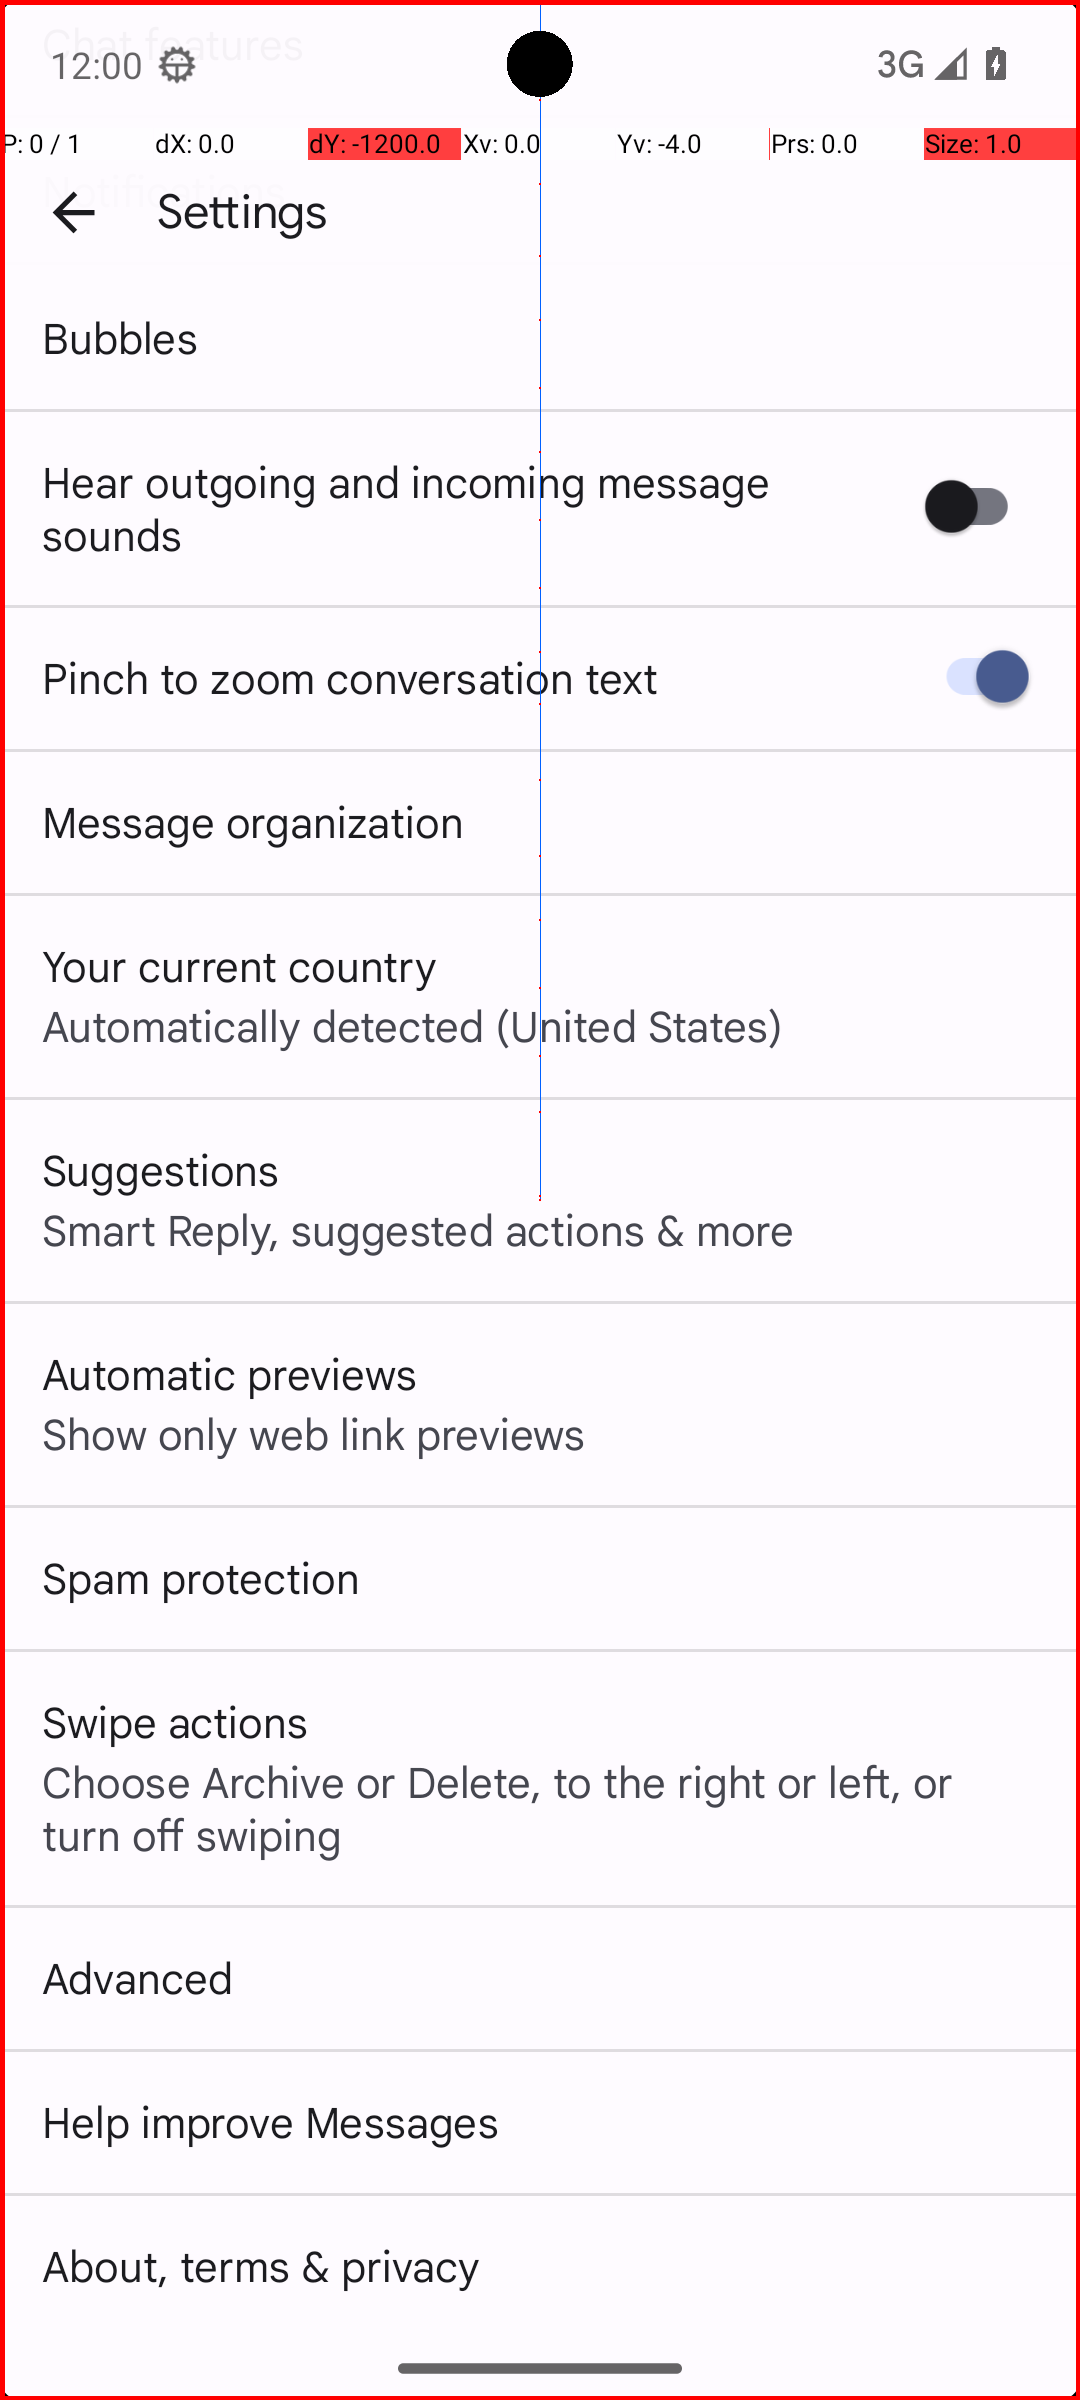 Chat features
12:00
3G
P: 0 / 1
dX: 0.0
dY: -1200.0
Xv: 0.0
Yv: -4.0
Prs: 0.0
Size: 1.0
Notifications
Settings
Bubbles
Hear outgoing and incoming message
sounds
Pinch to zoom conversation text
Message organization
Your current country
Automatically detected (United States)
Suggestions
Smart Reply, suggested actions & more
Automatic previews
Show only web link previews
Spam protection
Swipe actions
Choose Archive or Delete, to the right or left, or
turn off swiping
Advanced
Help improve Messages
About, terms & privacy